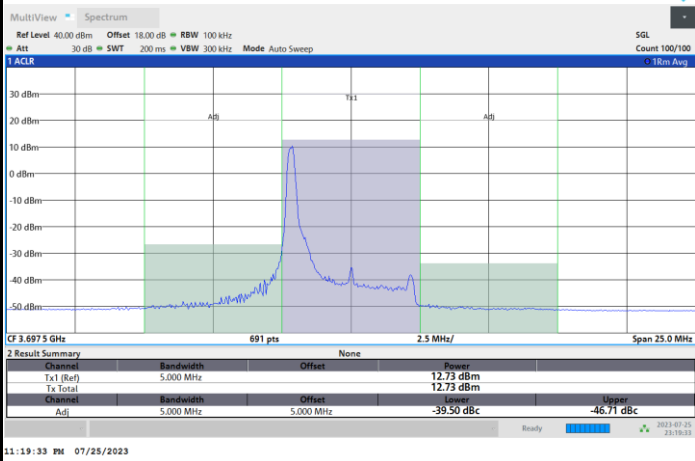 MultiView Spectrum
Ref Level 40.00 dBm Offset 18.00 dB RBW 100 kHz SGL
Att 30 dB SWT 200 ms VBW 300 kHz Mode Auto Sweep Count 100/100
1 ACLR 1Rm Avg
30 dBm
Tx1
20 dBm
Adj Adj
10 dBm
0 dBm
-10 dBm
-20 dBm
-30 dBm
-40 dBm
-50 dBm
CF 3.6975 GHz 691 pts 2.5 MHz/ Span 25.0 MHz
2 Result Summary None
Channel Bandwidth Offset Power
Tx1 (Ref) 5.000 MHz 12.73 dBm
Tx Total 12.73 dBm
Channel Bandwidth Offset Lower Upper
Adj 5.000 MHz 5.000 MHz -39.50 dBc -46.71 dBc
Ready 2023-07-25
23:19:33
11:19:33 PM 07/25/2023